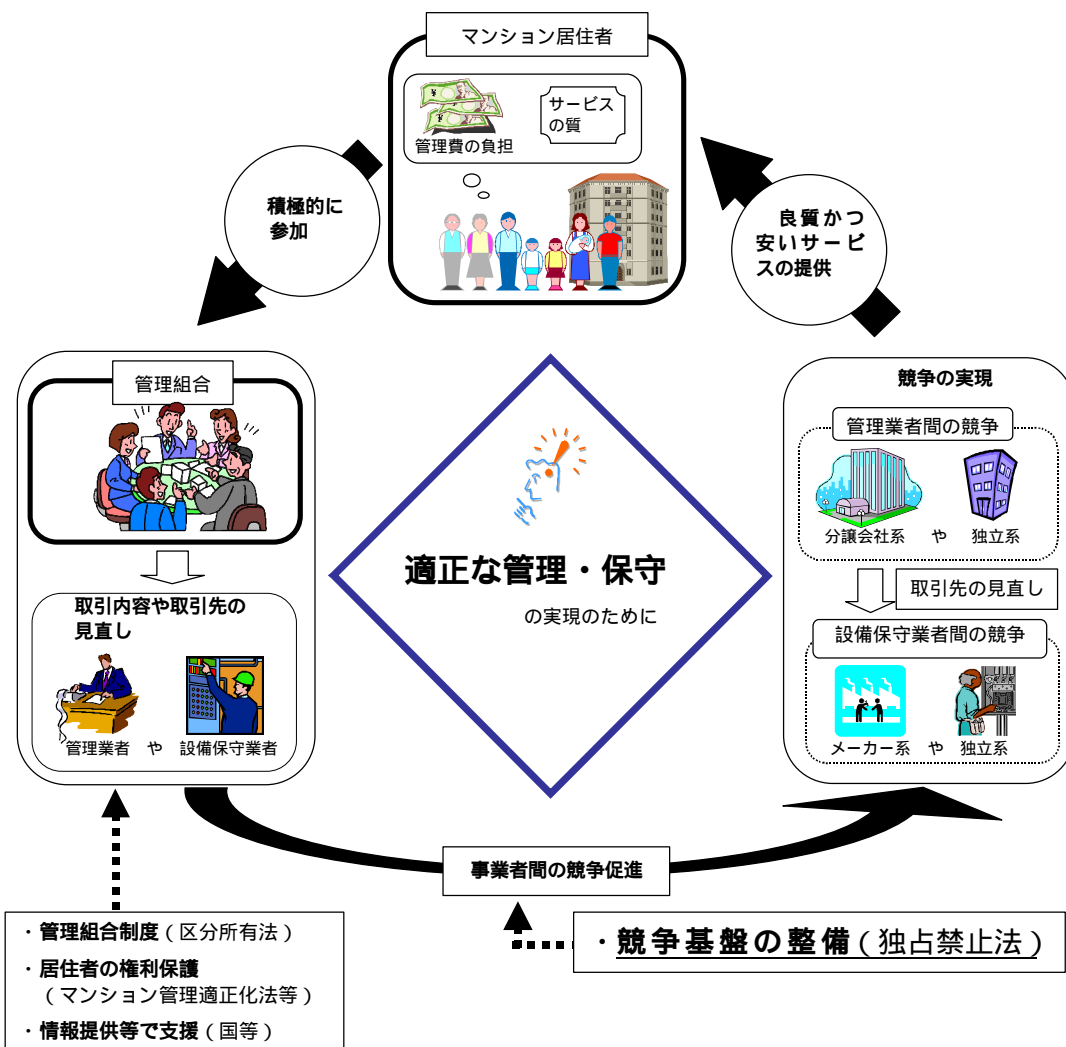 マンション居住者
サービス
の質
管理費の負担
積極的に
参加
良質かつ
安いサービ
スの提供
管理組合
取引内容や取引先の
見直し
管理業者 や 設備保守業者
適正な管理・保守
の実現のために
競争の実現
管理業者間の競争
分譲会社系 や 独立系
取引先の見直し
設備保守業者間の競争
メーカー系 や 独立系
事業者間の競争促進
・管理組合制度(区分所有法)
・居住者の権利保護
(マンション管理適正化法等)
・情報提供等で支援(国等)
・競争基盤の整備(独占禁止法)